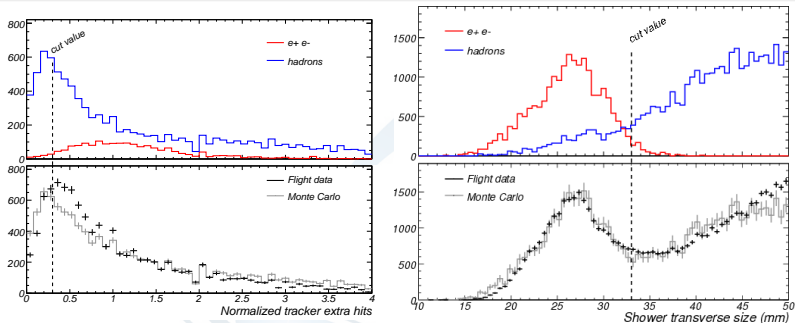 800
600
400
200
0
cut value
e+ e-
hadrons
800
600
400
200
0
Flight data
Monte Carlo
0 0.5 1 1.5 2 2.5 3 3.5 4
Normalized tracker extra hits
1500
1000
500
0
cut value
e+ e-
hadrons
1500
1000
500
0
Flight data
Monte Carlo
10 15 20 25 30 35 40 45 50
Shower transverse size (mm)